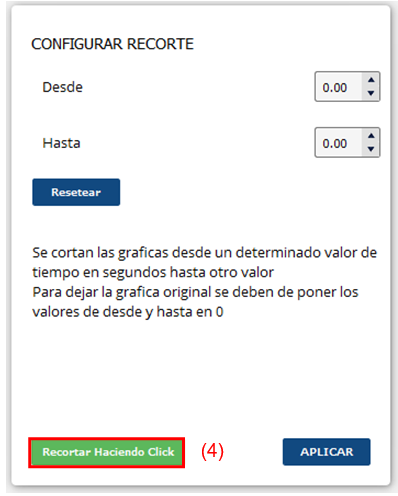 CONFIGURAR RECORTE
Desde
0.00
Hasta
0.00
Resetear
Se cortan las graficas desde un determinado valor de
tiempo en segundos hasta otro valor
Para dejar la grafica original se deben de poner los
valores de desde y hasta en 0
Recortar Haciendo Click (4) APLICAR